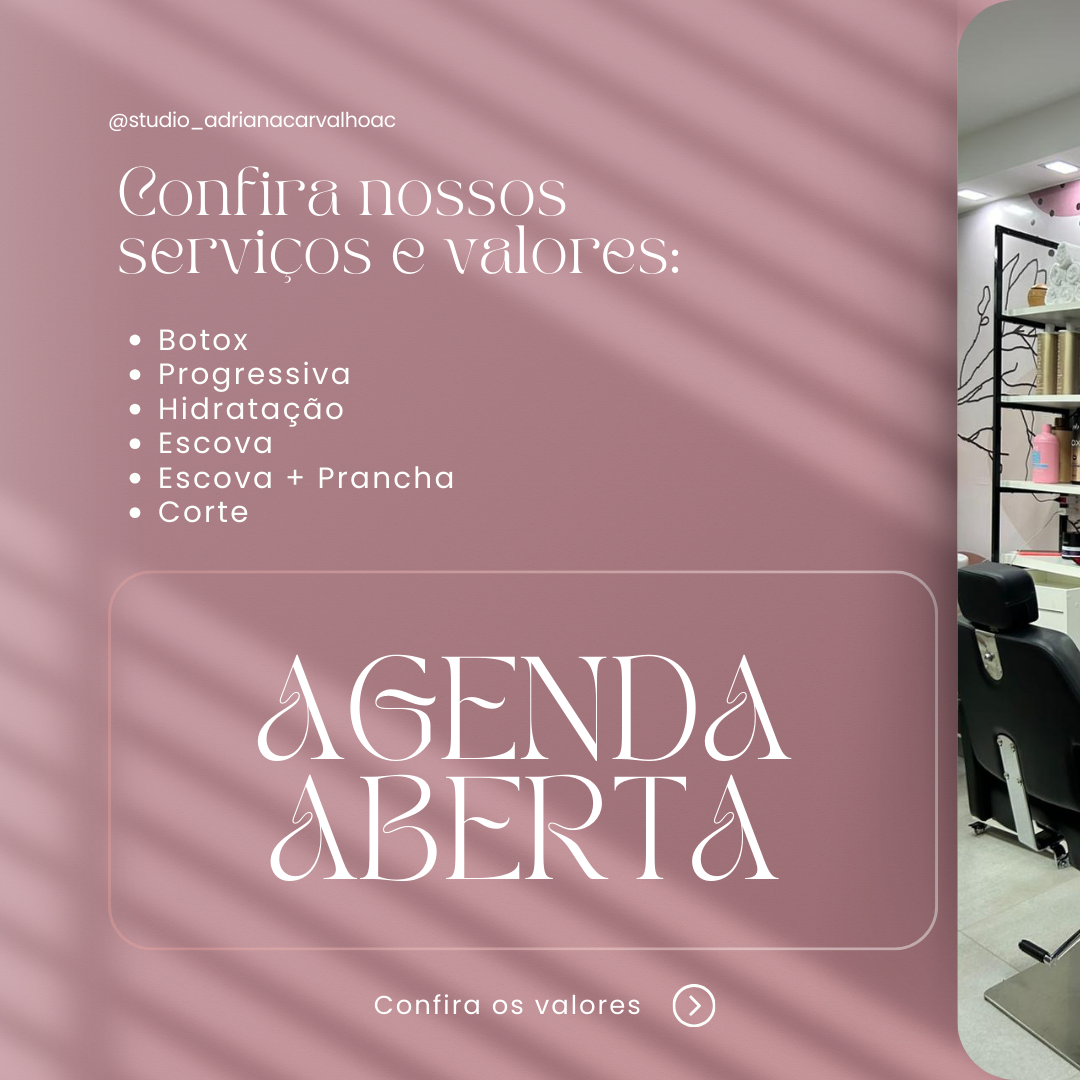 @studio_adrianacarvalhoac
Confira nossos
serviços e valores:
• Botox
• Progressiva
• Hidratação
• Escova
• Escova + Prancha
• Corte
AGENDA
ABERTA
Confira os valores